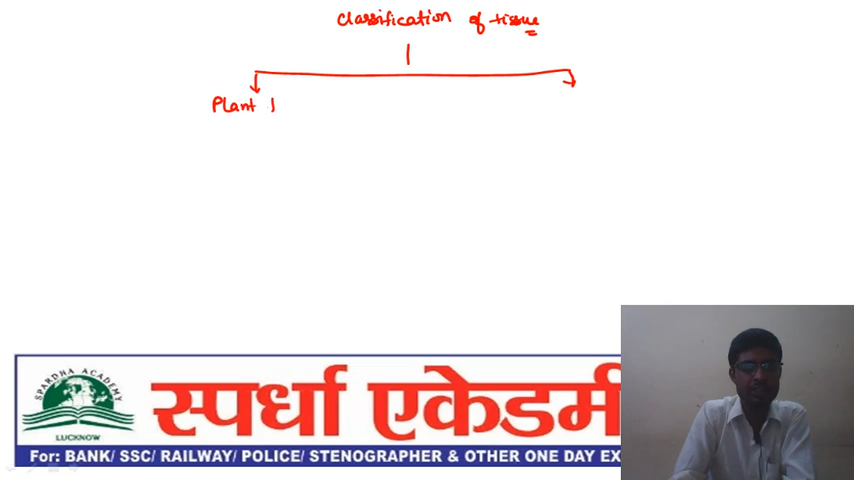 Classification of tissue
Plant
SPARDHA ACADEMY
स्पर्धा एकेडमी
LUCKNOW
For: BANK/ SSC/ RAILWAY/ POLICE/ STENOGRAPHER & OTHER ONE DAY EX